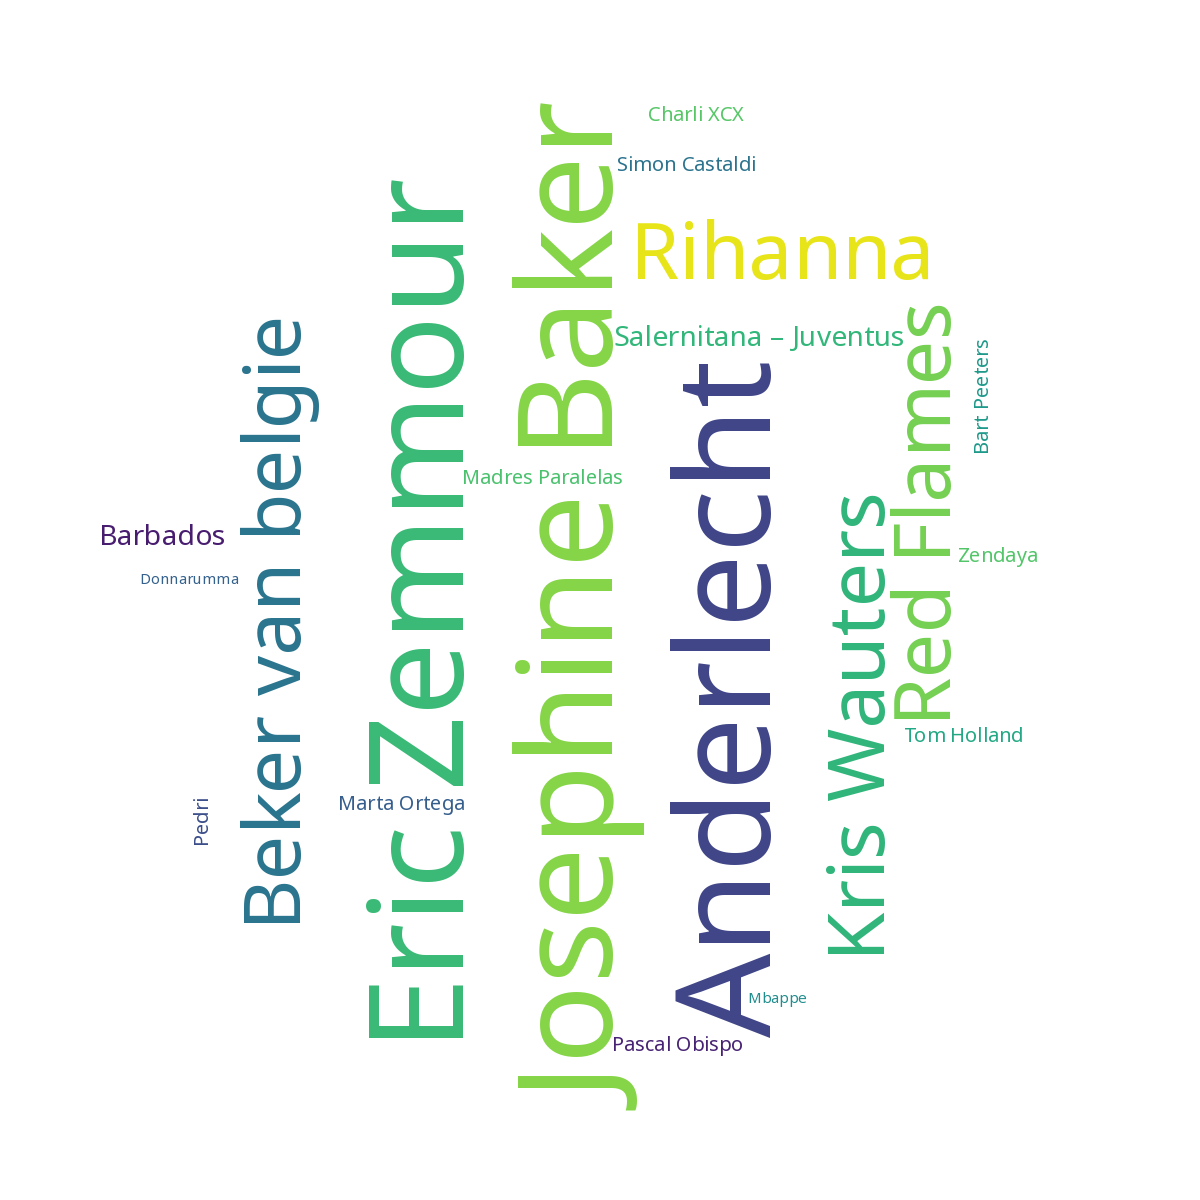 Charli XCX
Simon Castaldi
Rihanna
Salernitana – Juventus
Josephine Baker
Eric Zemmour
Anderlecht
Beker van belgie
Red Flames
Kris Wauters
Bart Peeters
Madres Paralelas
Barbados
Zendaya
Donnarumma
Tom Holland
Marta Ortega
Pedri
Mbappe
Pascal Obispo